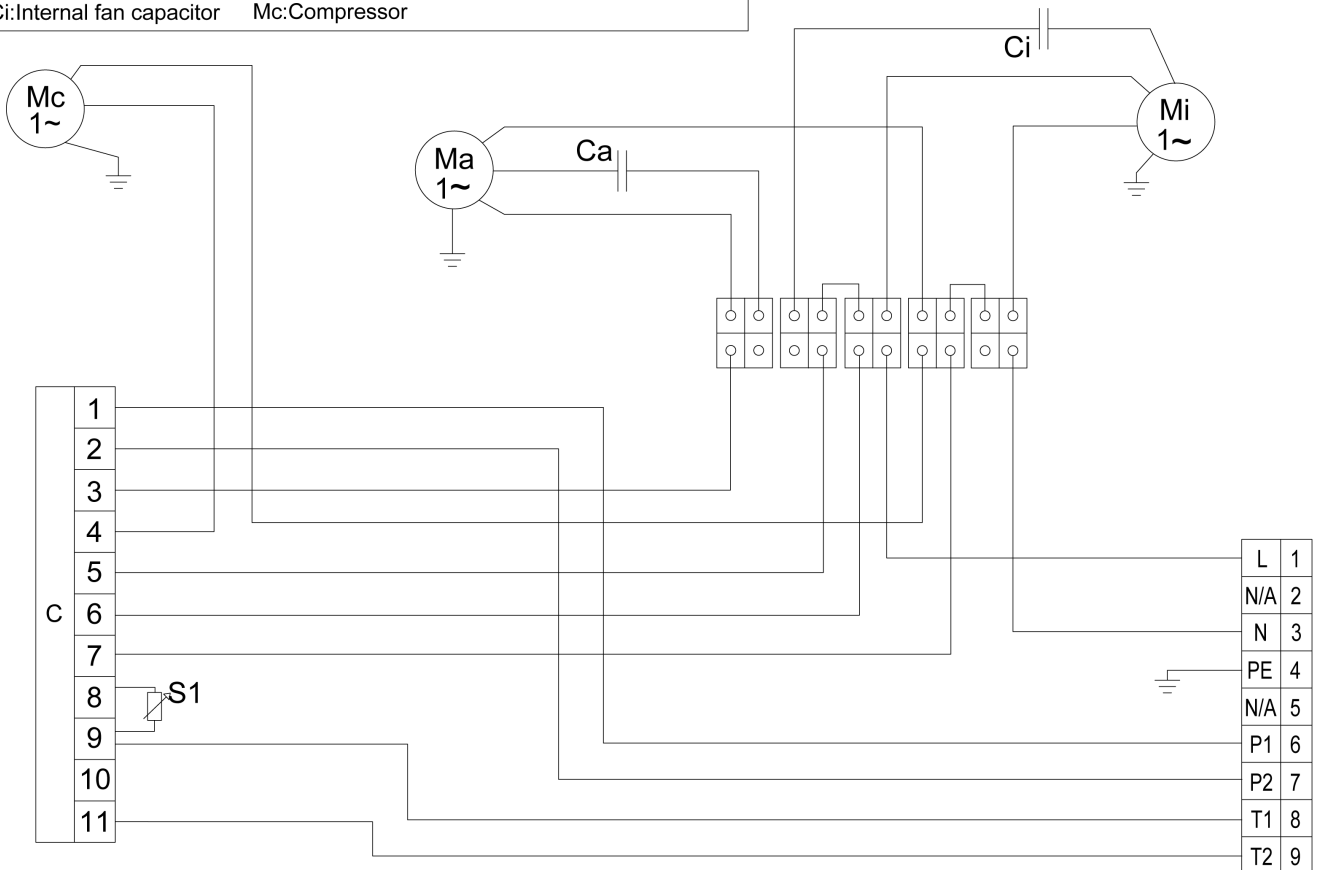 Ci:Internal fan capacitor Mc:Compressor
Ci
Mc
1~
Mi
1~
Ma
1~
Ca
C
1
2
3
4
5
6
7
8
9
10
11
S1
L 1
N/A 2
N 3
PE 4
N/A 5
P1 6
P2 7
T1 8
T2 9